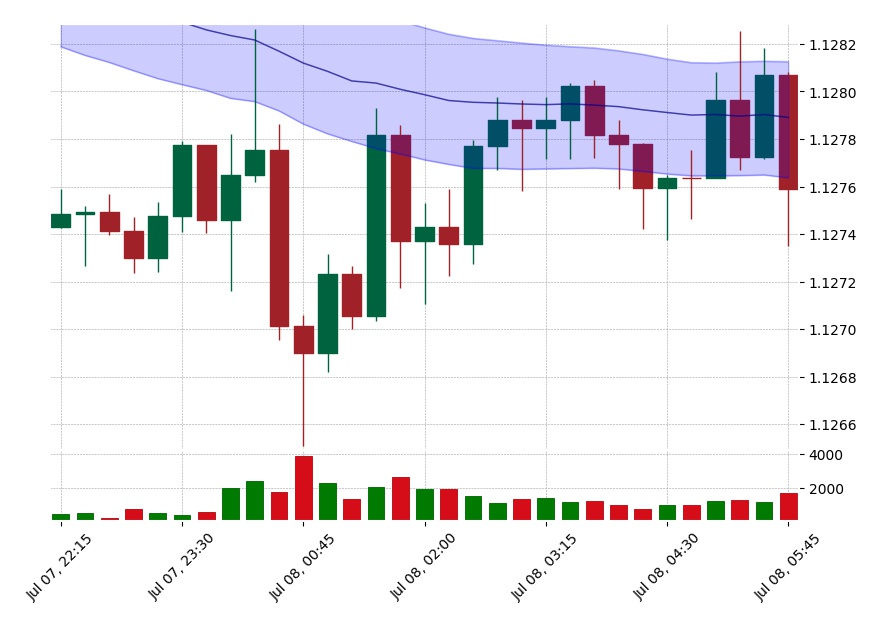 1.1282
1.1280
1.1278
1.1276
1.1274
1.1272
1.1270
1.1268
1.1266
4000
2000
Jul 07, 22:15
Jul 07, 23:30
Jul 08, 00:45
Jul 08, 02:00
Jul 08, 03:15
Jul 08, 04:30
Jul 08, 05:45